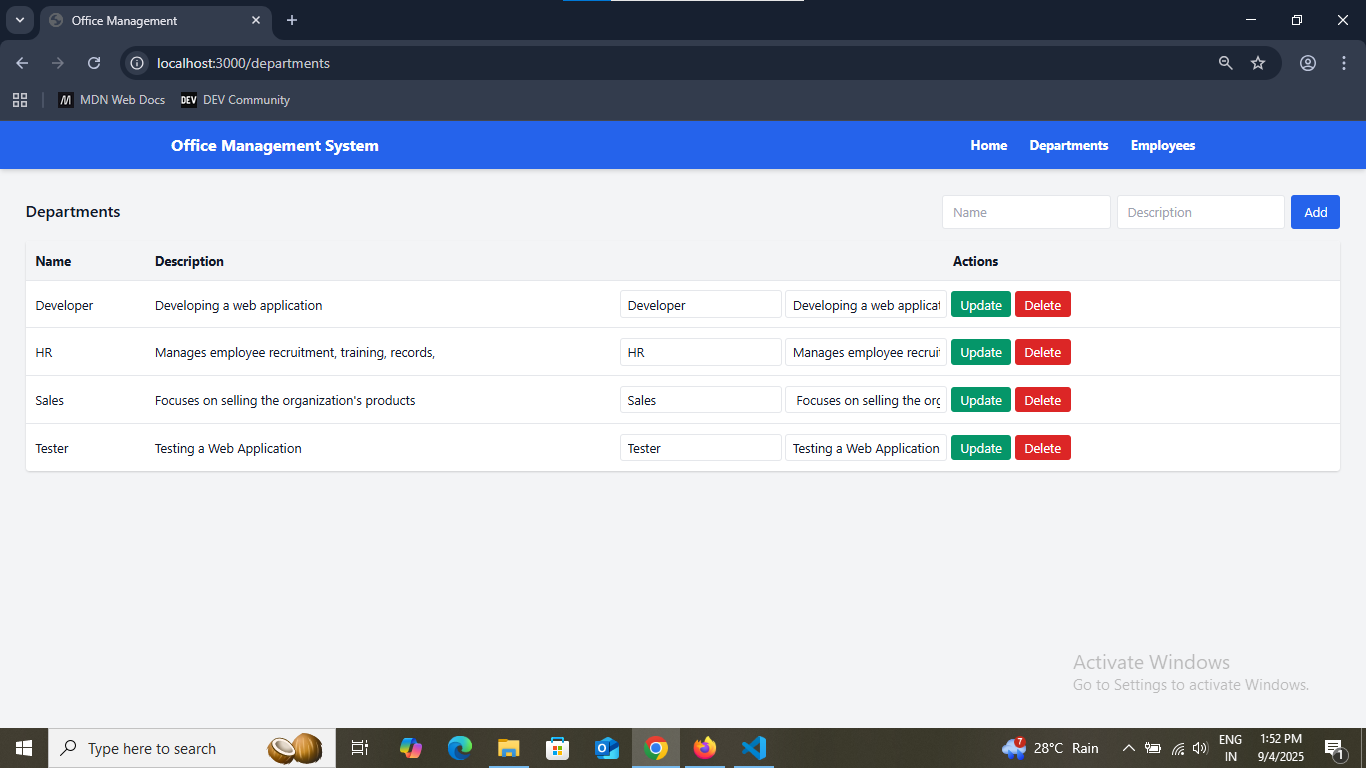 Office Management
localhost:3000/departments
MDN Web Docs DEV DEV Community
Office Management System Home Departments Employees
Departments Name Description Add
Name Description Actions
Developer Developing a web application Developer Developing a web applicat Update Delete
HR Manages employee recruitment, training, records, HR Manages employee recruit Update Delete
Sales Focuses on selling the organization's products Sales Focuses on selling the org Update Delete
Tester Testing a Web Application Tester Testing a Web Application Update Delete
Activate Windows
Go to Settings to activate Windows.
Type here to search 7 28°C Rain ENG IN 1:52 PM 9/4/2025 1